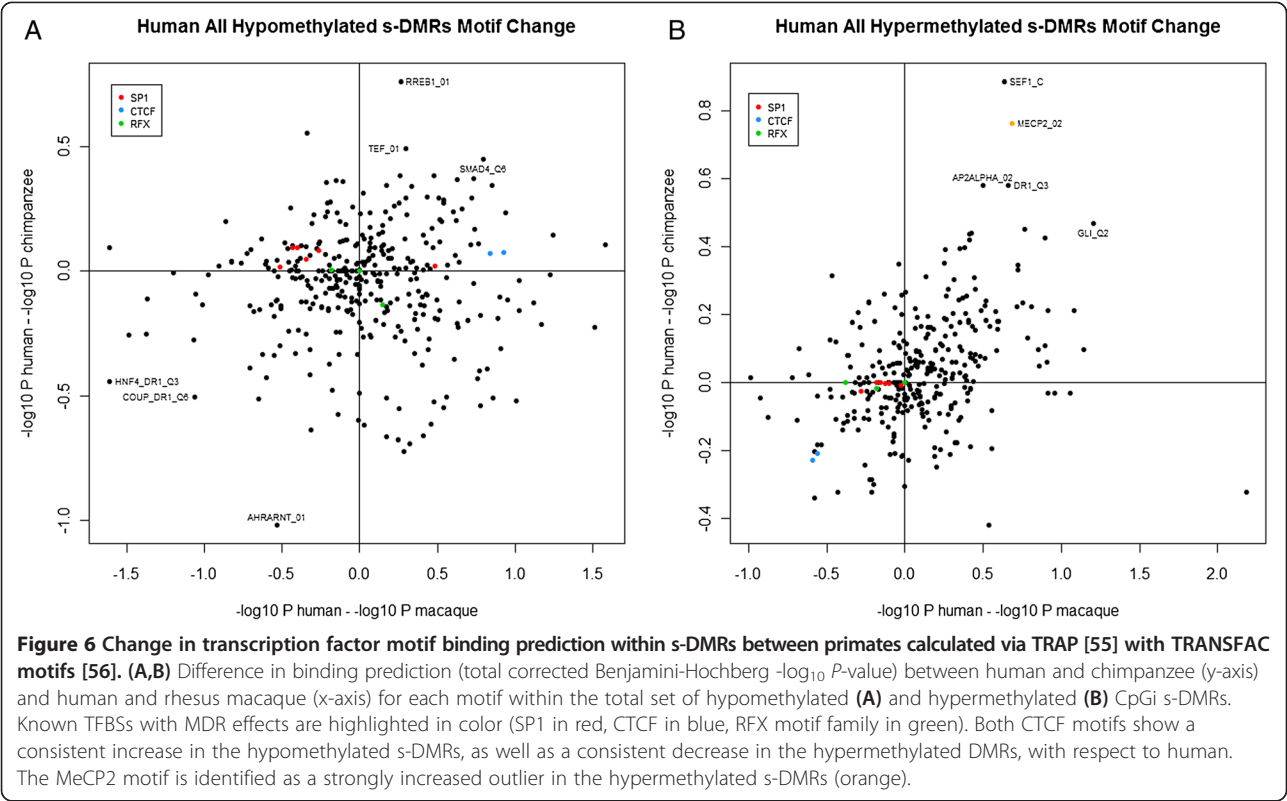 A
Human All Hypomethylated s-DMRs Motif Change
SP1
CTCF
RFX
RREB1_01
TEF_01
SMAD4_Q6
HNF4_DR1_Q3
COUP_DR1_Q6
AHRARNT_01
-log10 P human - -log10 P chimpanzee
0.5
0.0
-0.5
-1.0
-1.5 -1.0 -0.5 0.0 0.5 1.0 1.5
-log10 P human - -log10 P macaque
B
Human All Hypermethylated s-DMRs Motif Change
SP1
CTCF
RFX
SEF1_C
MECP2_02
AP2ALPHA_02
DR1_Q3
GLI_Q2
-log10 P human - -log10 P chimpanzee
0.8
0.6
0.4
0.2
0.0
-0.2
-0.4
-1.0 -0.5 0.0 0.5 1.0 1.5 2.0
-log10 P human - -log10 P macaque
Figure 6 Change in transcription factor motif binding prediction within s-DMRs between primates calculated via TRAP [55] with TRANSFAC
motifs [56]. (A,B) Difference in binding prediction (total corrected Benjamini-Hochberg -log10 P-value) between human and chimpanzee (y-axis)
and human and rhesus macaque (x-axis) for each motif within the total set of hypomethylated (A) and hypermethylated (B) CpGi s-DMRs.
Known TFBSs with MDR effects are highlighted in color (SP1 in red, CTCF in blue, RFX motif family in green). Both CTCF motifs show a
consistent increase in the hypomethylated s-DMRs, as well as a consistent decrease in the hypermethylated DMRs, with respect to human.
The MeCP2 motif is identified as a strongly increased outlier in the hypermethylated s-DMRs (orange).